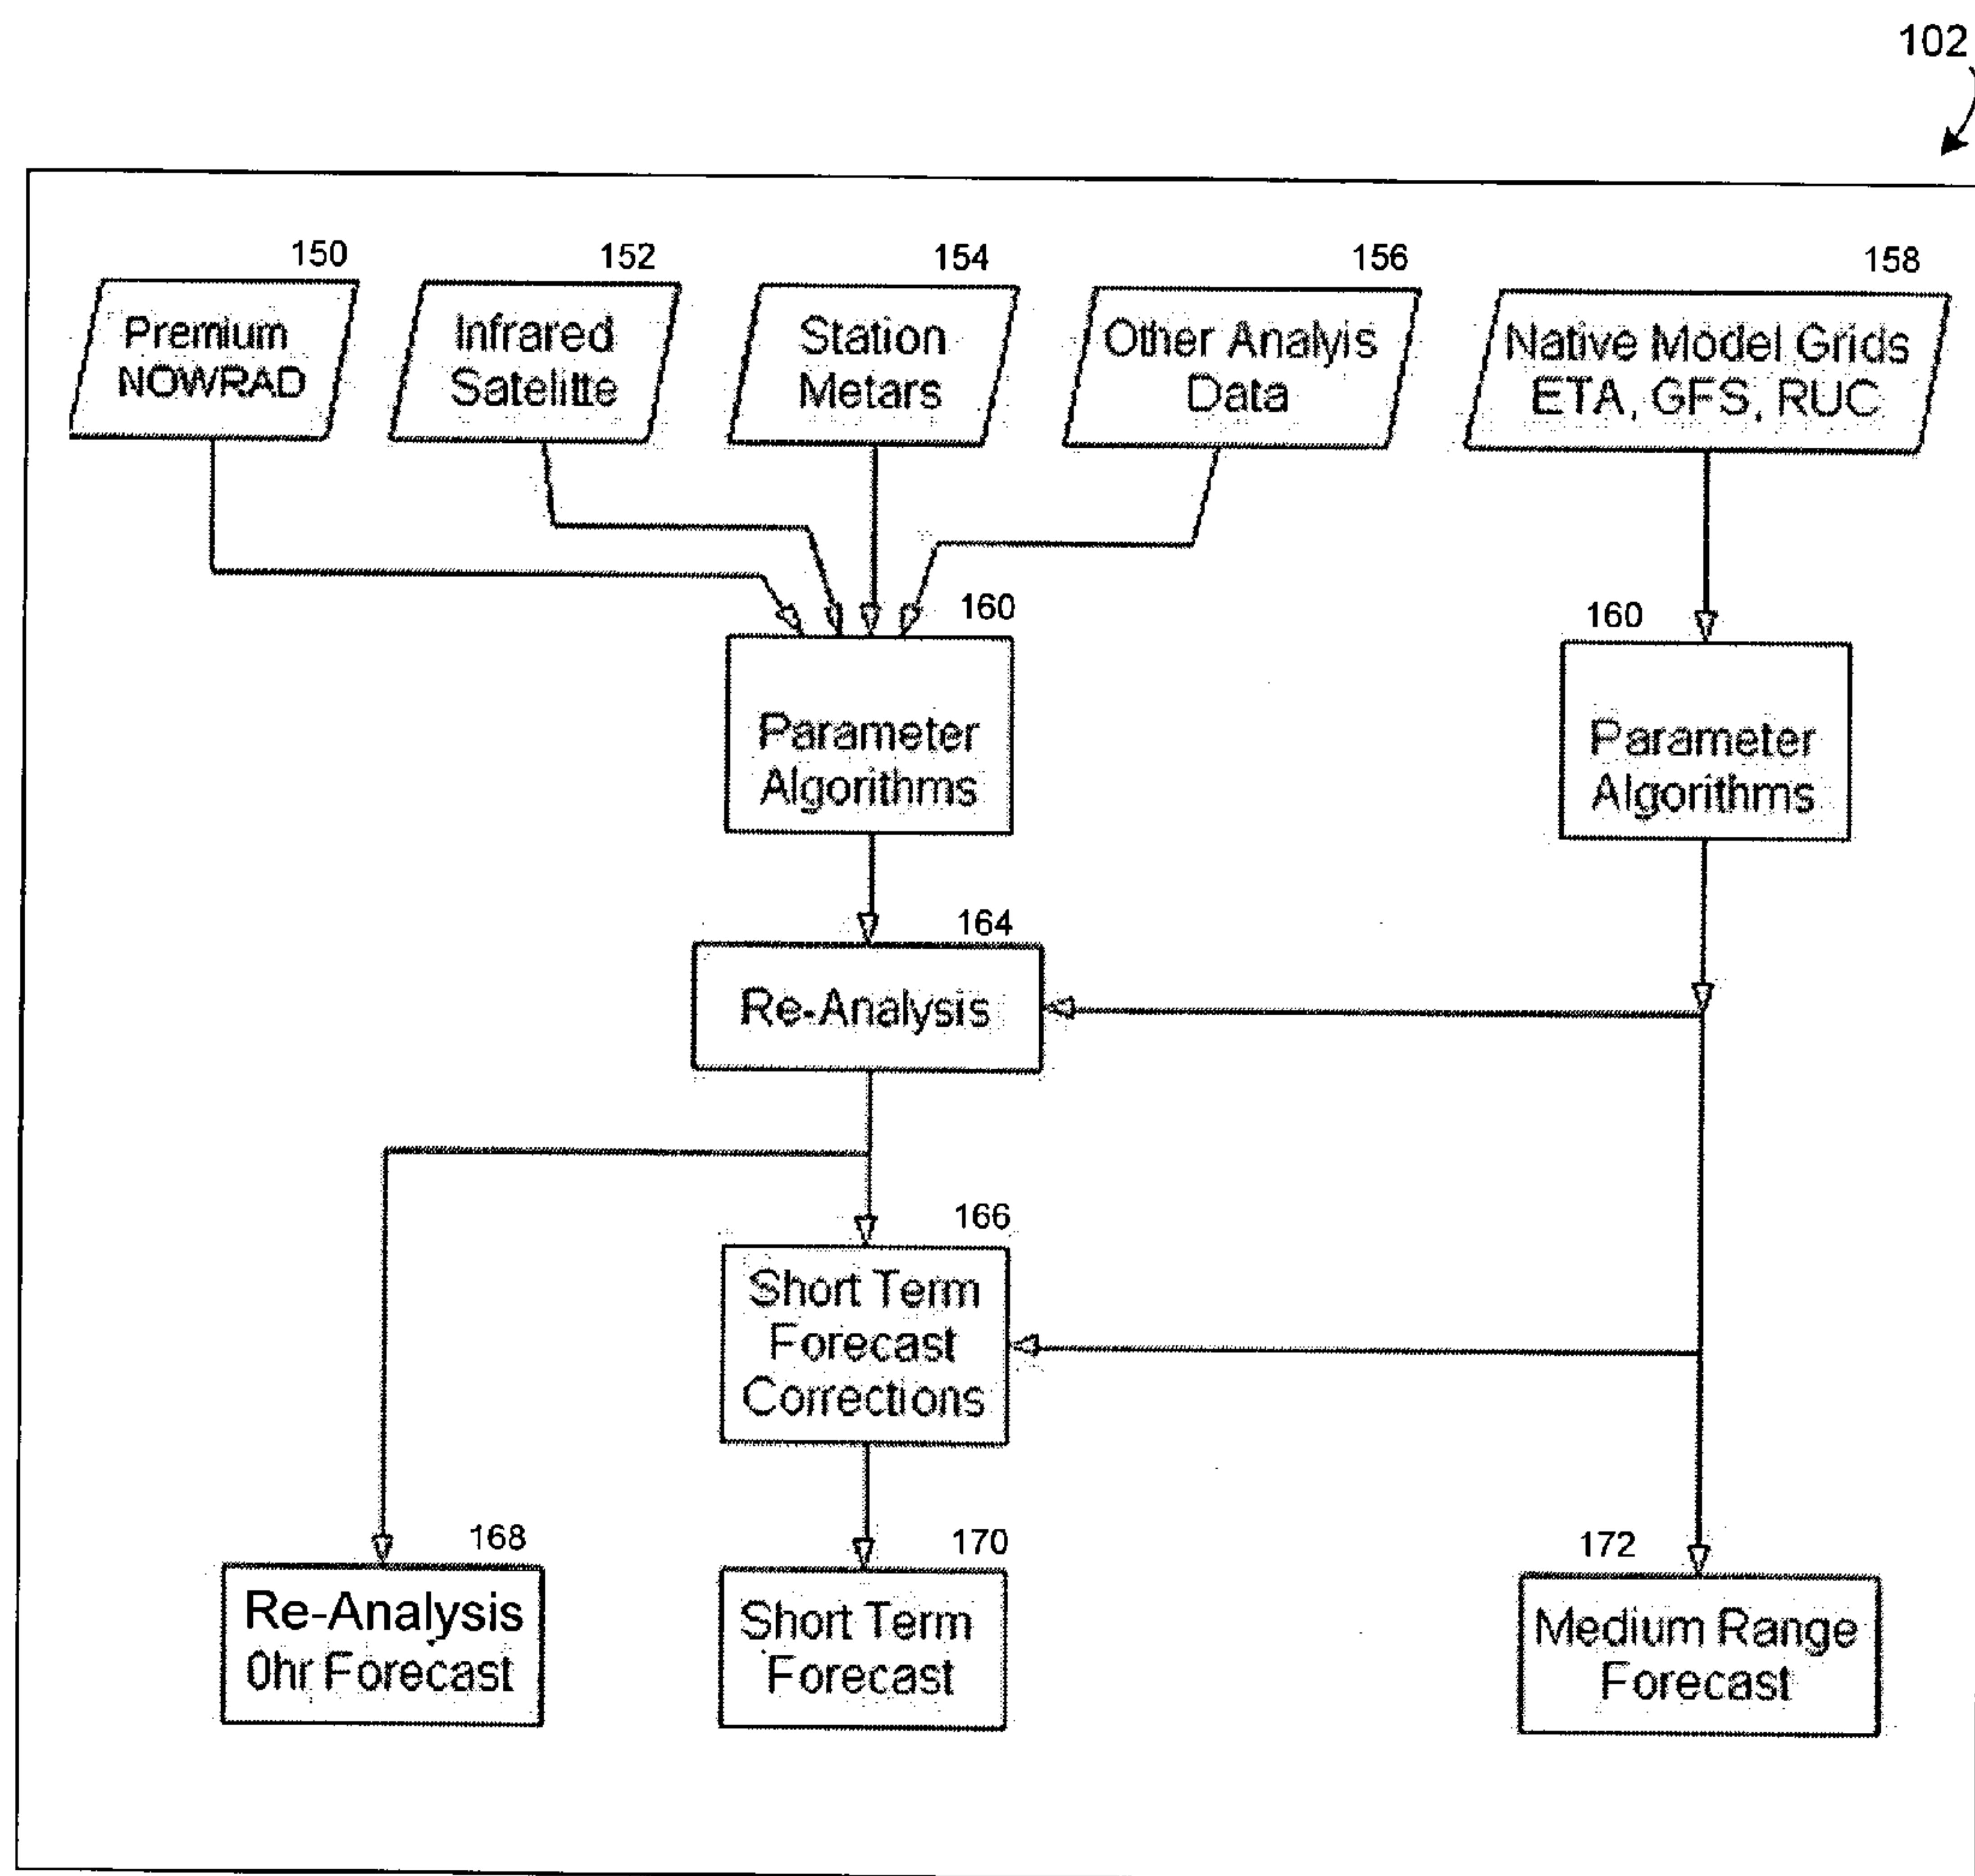 102
150
152
154
156
158
Premium
NOWRAD
Infrared
Satelitte
Station
Metars
Other Analyis
Data
Native Model Grids
ETA, GFS, RUC
160
160
Parameter
Algorithms
Parameter
Algorithms
164
Re-Analysis
166
Short Term
Forecast
Corrections
168
170
172
Re-Analysis
0hr Forecast
Short Term
Forecast
Medium Range
Forecast